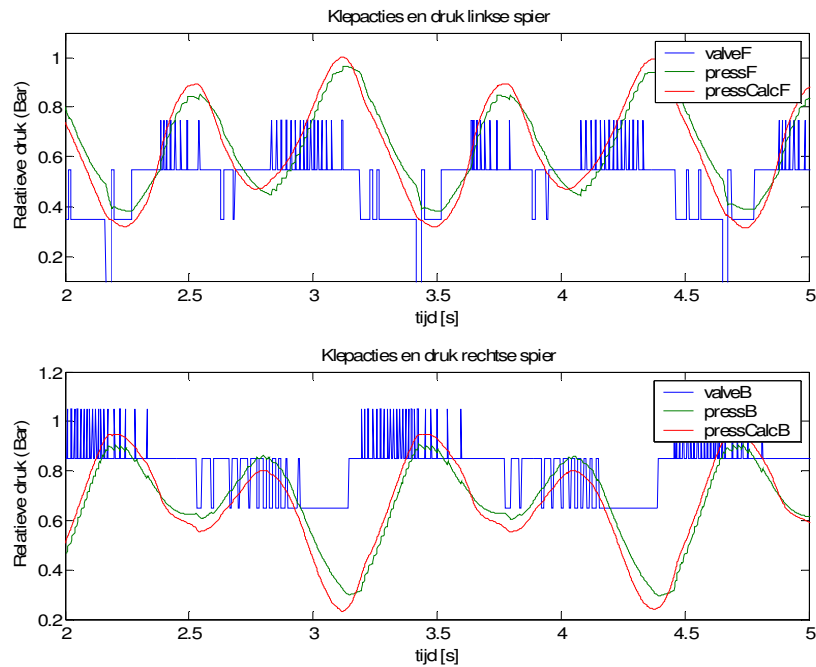 Klepacties en druk linkse spier
Relatieve druk (Bar)
1
0.8
0.6
0.4
0.2
valveF
pressF
pressCalcF
2 2.5 3 3.5 4 4.5 5
tijd [s]
Klepacties en druk rechtse spier
Relatieve druk (Bar)
1.2
1
0.8
0.6
0.4
0.2
valveB
pressB
pressCalcB
2 2.5 3 3.5 4 4.5 5
tijd [s]